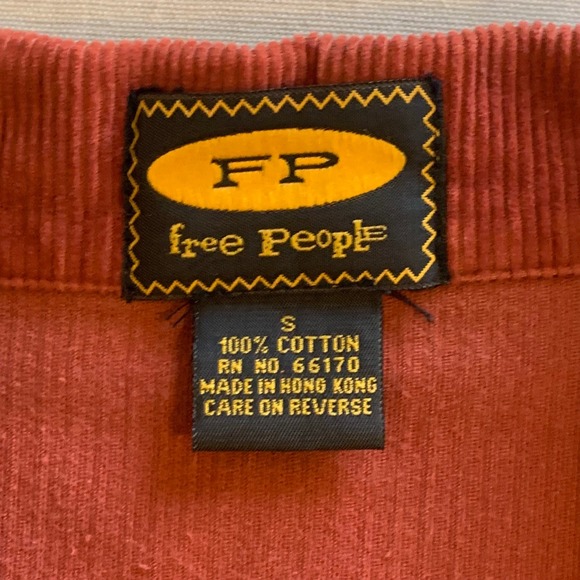 FP
free people
S
100% COTTON
RN NO. 66170
MADE IN HONG KONG
CARE ON REVERSE